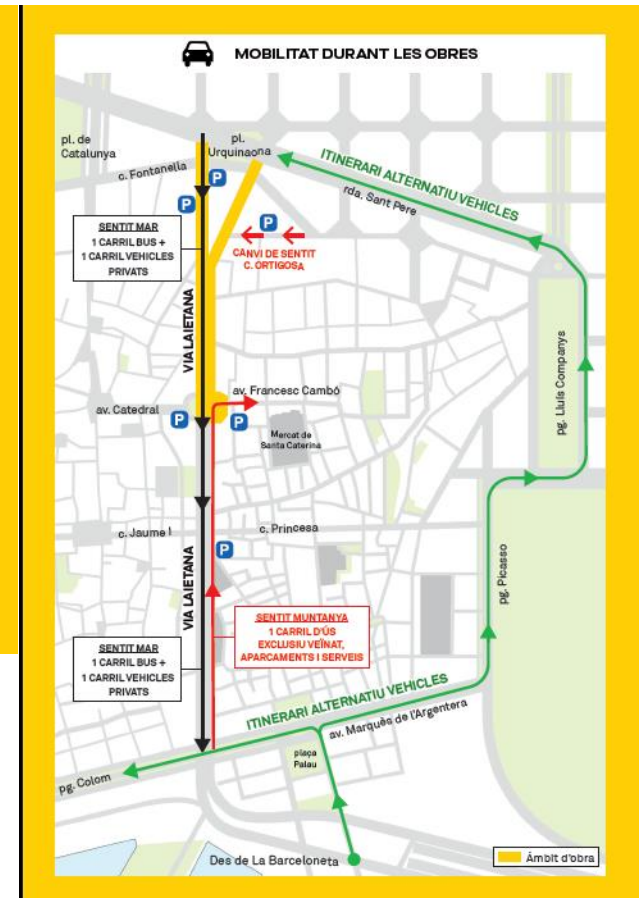 MOBILITAT DURANT LES OBRES
pl. de
Catalunya
pl.
Urquinaona
c. Fontanella
ITINERARI ALTERNATIU VEHICLES
rda. Sant Pere
P
P
P
SENTIT MAR
1 CARRIL BUS +
1 CARRIL VEHICLES
PRIVATS
CANVI DE SENTIT
C. ORTIGOSA
VIA LAIETANA
pg. Lluís Companys
av. Francesc Cambó
av. Catedral
P
P
Mercat de
Santa Caterina
c. Jaume I
c. Princesa
P
pg. Picasso
VIA LAIETANA
SENTIT MUNTANYA
1 CARRIL D'ÚS
EXCLUSIU VEÏNAT,
APARCAMENTS I SERVEIS
SENTIT MAR
1 CARRIL BUS +
1 CARRIL VEHICLES
PRIVATS
ITINERARI ALTERNATIU VEHICLES
av. Marquès de l'Argentera
plaça
Palau
pg. Colom
Des de La Barceloneta
Àmbit d'obra